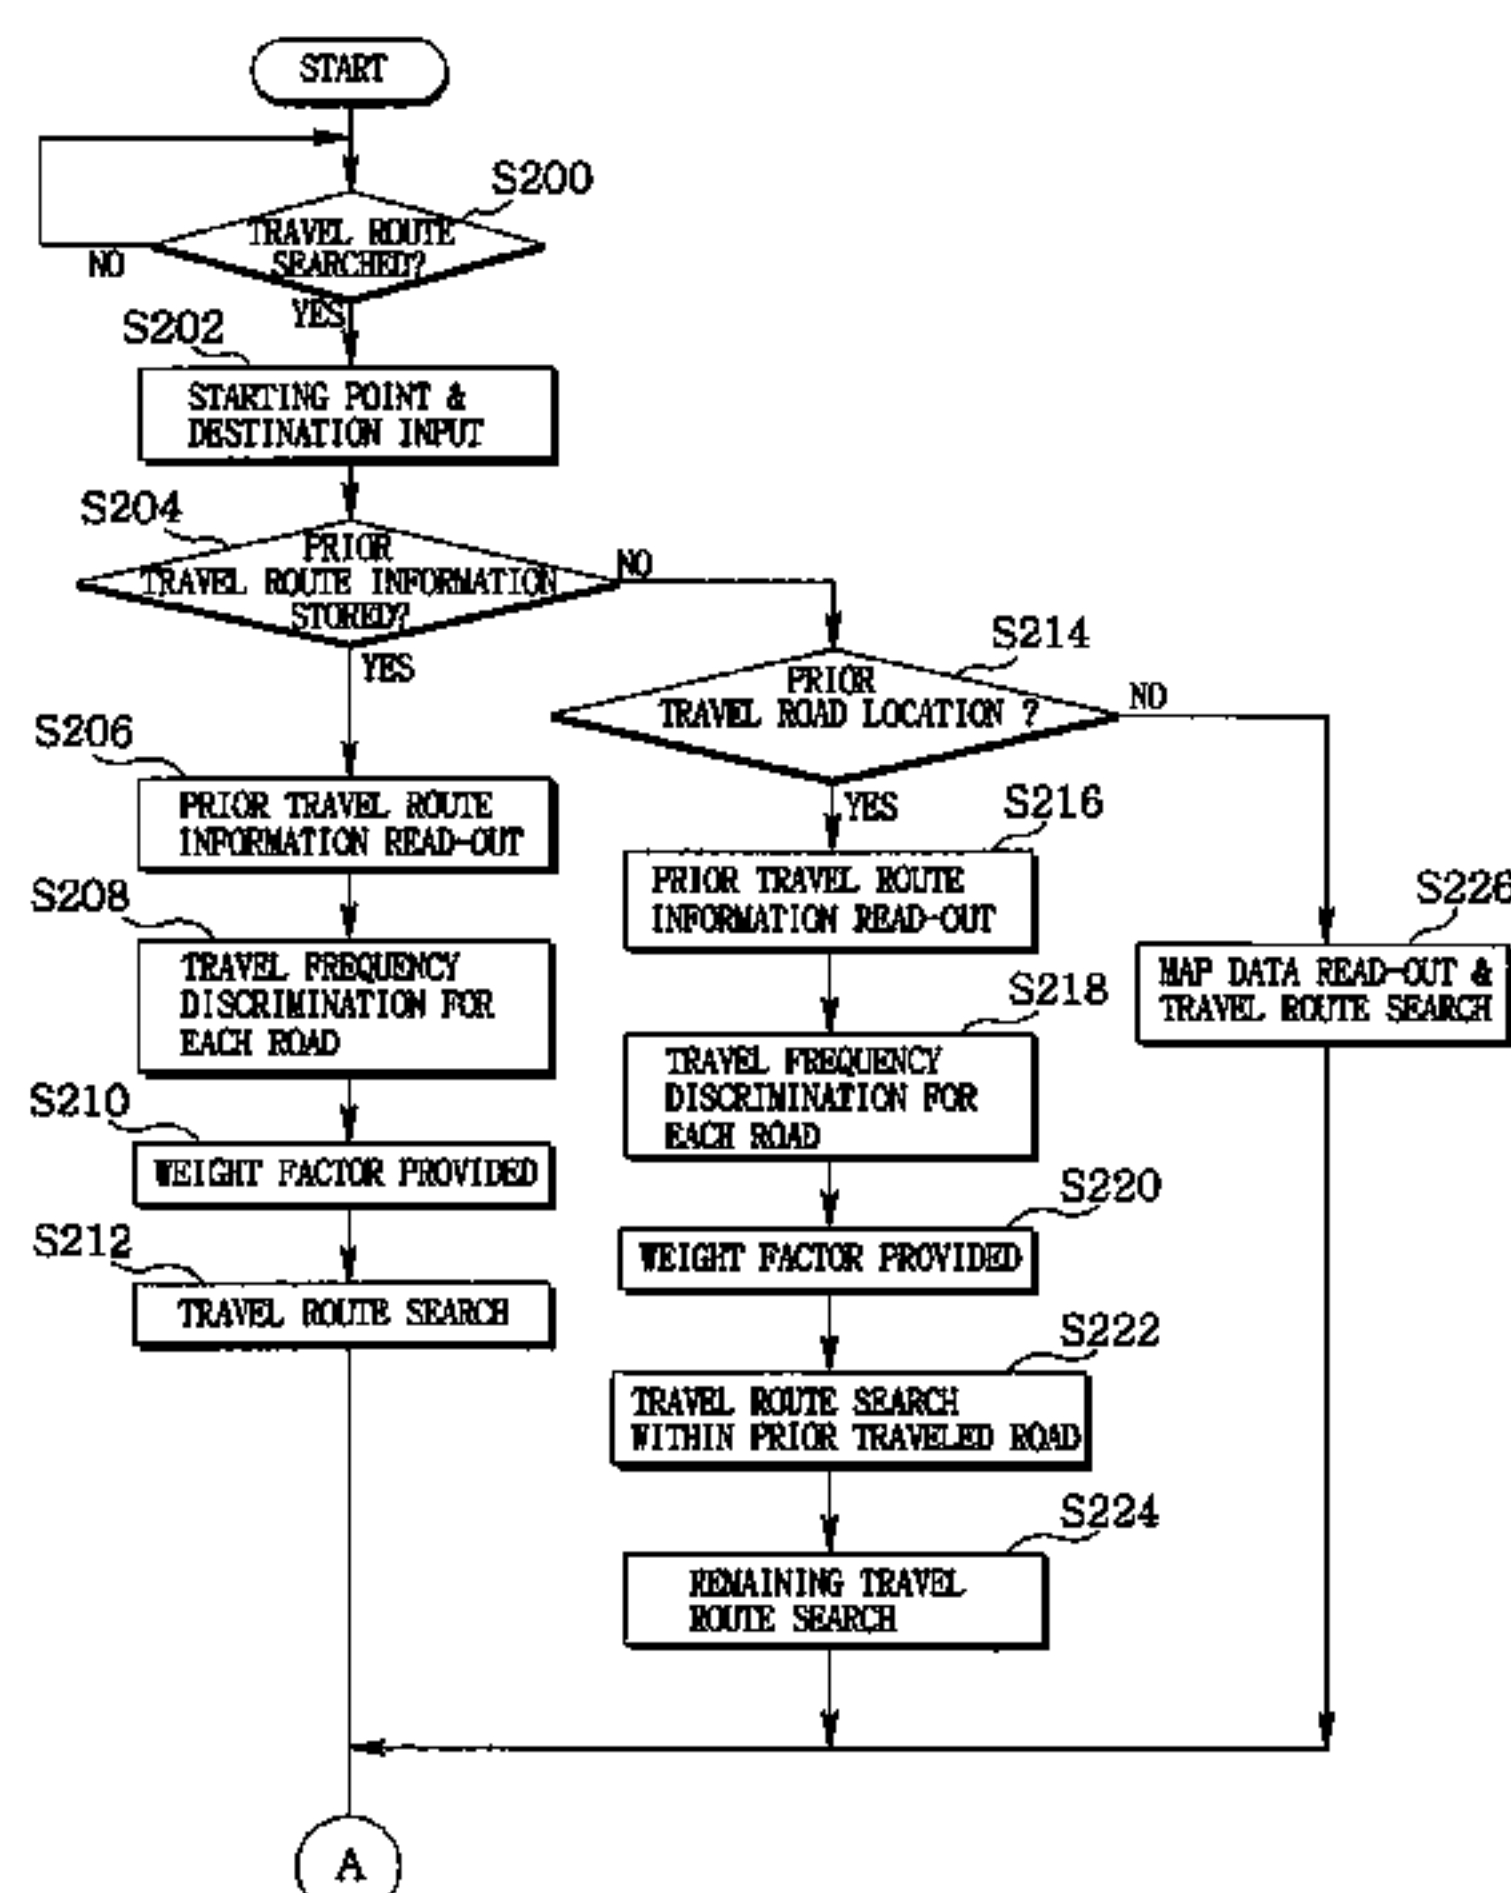 START
S200
TRAVEL ROUTE
SEARCHED?
NO
YES
S202
STARTING POINT &
DESTINATION INPUT
S204
PRIOR
TRAVEL ROUTE INFORMATION
STORED?
NO
YES
S206
PRIOR TRAVEL ROUTE
INFORMATION READ-OUT
S208
TRAVEL FREQUENCY
DISCRIMINATION FOR
EACH ROAD
S210
WEIGHT FACTOR PROVIDED
S212
TRAVEL ROUTE SEARCH
S214
PRIOR
TRAVEL ROAD LOCATION ?
NO
YES
S216
PRIOR TRAVEL ROUTE
INFORMATION READ-OUT
S218
TRAVEL FREQUENCY
DISCRIMINATION FOR
EACH ROAD
S220
WEIGHT FACTOR PROVIDED
S222
TRAVEL ROUTE SEARCH
WITHIN PRIOR TRAVELED ROAD
S224
REMAINING TRAVEL
ROUTE SEARCH
S226
MAP DATA READ-OUT &
TRAVEL ROUTE SEARCH
A